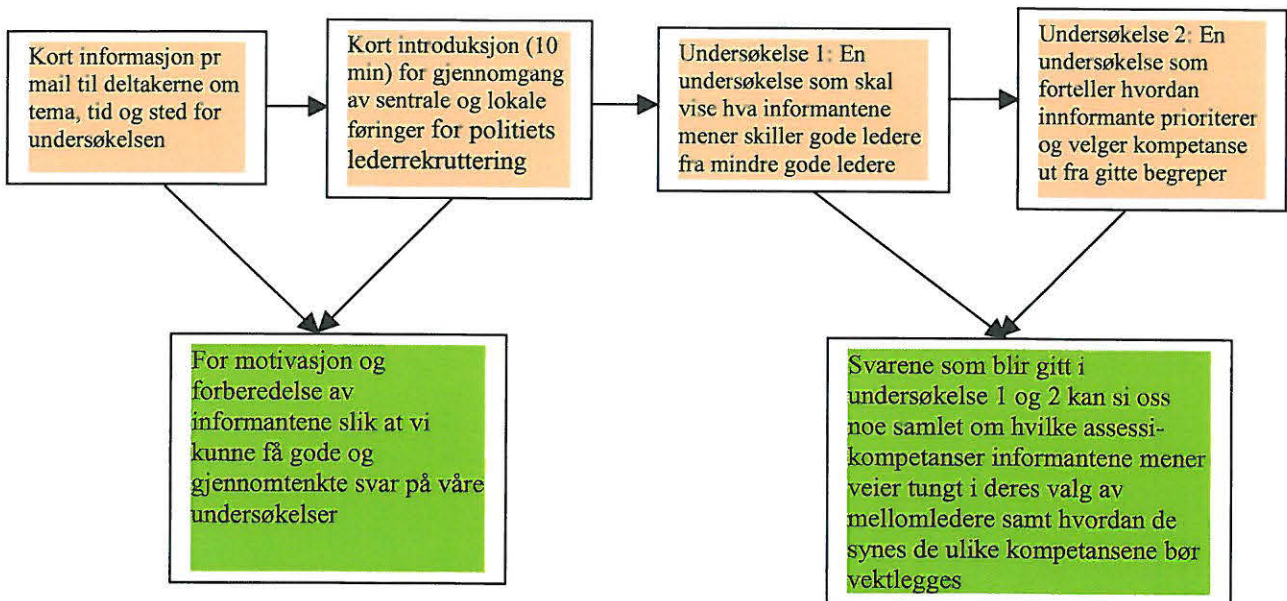 Kort informasjon pr
mail til deltakerne om
tema, tid og sted for
undersøkelsen
Kort introduksjon (10
min) for gjennomgang
av sentrale og lokale
føringer for politiets
lederrekruttering
Undersøkelse 1: En
undersøkelse som skal
vise hva informantene
mener skiller gode ledere
fra mindre gode ledere
Undersøkelse 2: En
undersøkelse som
forteller hvordan
innformante prioriterer
og velger kompetanse
ut fra gitte begreper
For motivasjon og
forberedelse av
informantene slik at vi
kunne få gode og
gjennomtenkte svar på våre
undersøkelser
Svarene som blir gitt i
undersøkelse 1 og 2 kan si oss
noe samlet om hvilke assessi-
kompetanser informantene mener
veier tungt i deres valg av
mellomledere samt hvordan de
synes de ulike kompetansene bør
vektlegges